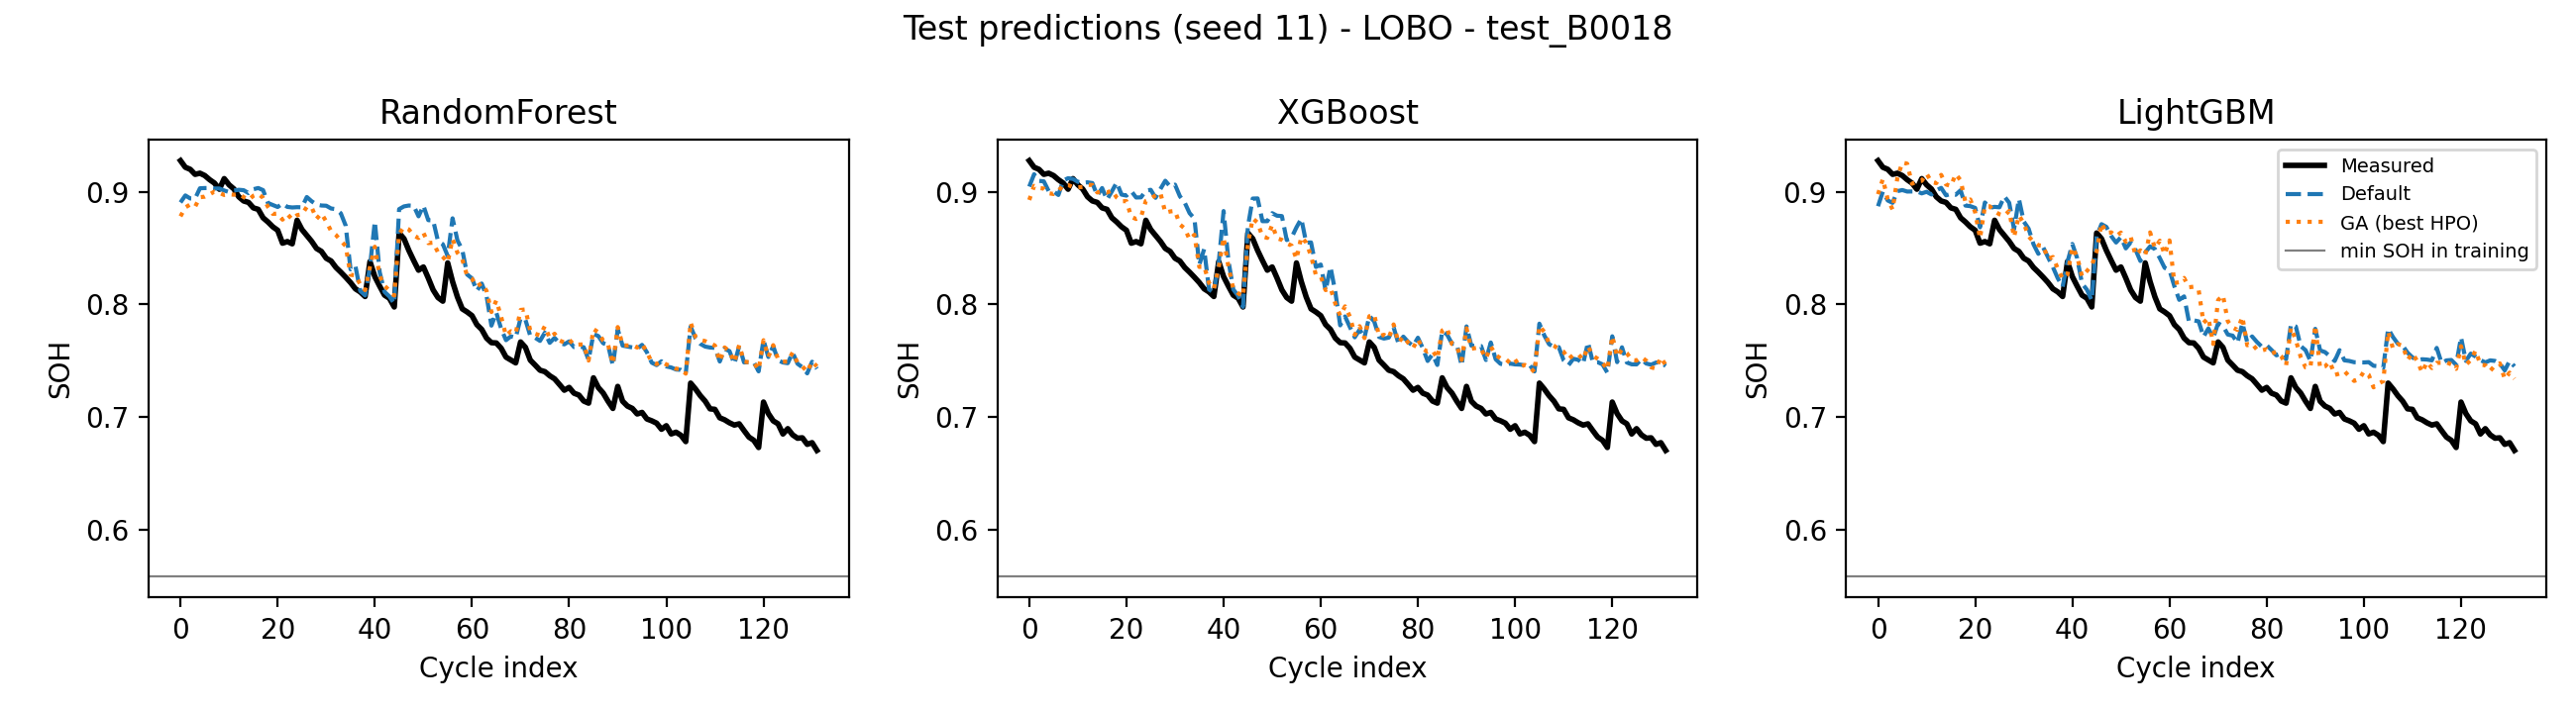 Test predictions (seed 11) - LOBO - test_B0018
RandomForest
SOH
0.9
0.8
0.7
0.6
0 20 40 60 80 100 120
Cycle index
XGBoost
SOH
0.9
0.8
0.7
0.6
0 20 40 60 80 100 120
Cycle index
LightGBM
Measured
Default
GA (best HPO)
min SOH in training
SOH
0.9
0.8
0.7
0.6
0 20 40 60 80 100 120
Cycle index